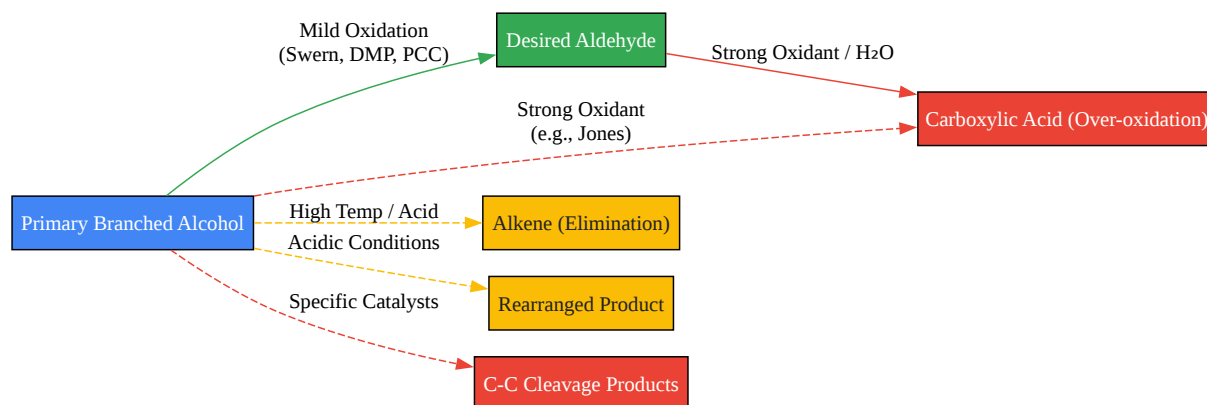 Mild Oxidation
(Swern, DMP, PCC)
Desired Aldehyde
Strong Oxidant / H₂O
Carboxylic Acid (Over-oxidation)
Strong Oxidant
(e.g., Jones)
Primary Branched Alcohol
High Temp / Acid
Alkene (Elimination)
Acidic Conditions
Rearranged Product
Specific Catalysts
C-C Cleavage Products